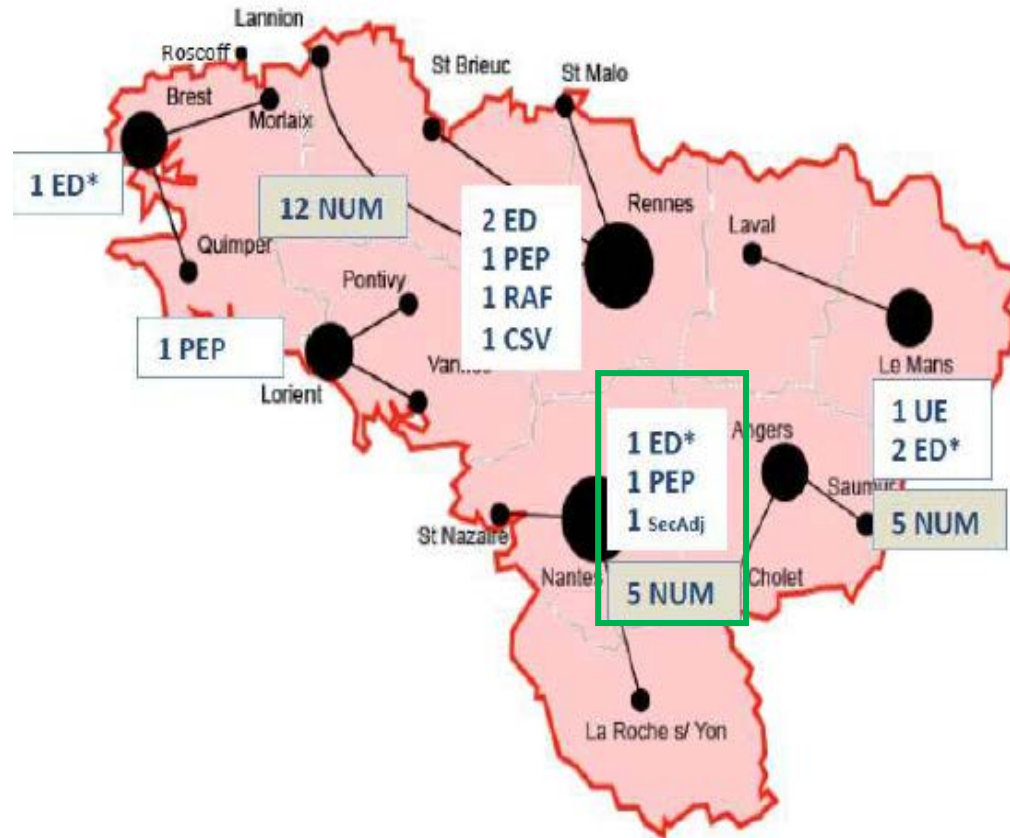 Lannion
Roscoff
St Brieuc
St Malo
Brest
Morlaix
1 ED*
12 NUM
2 ED
1 PEP
1 RAF
1 CSV
Rennes
Laval
Quimper
Pontivy
1 PEP
Lorient
Le Mans
1 UE
2 ED*
5 NUM
1 ED*
1 PEP
1 SecAdj
5 NUM
Angers
Saumur
St Nazaire
Nantes
Cholet
La Roche s/ Yon